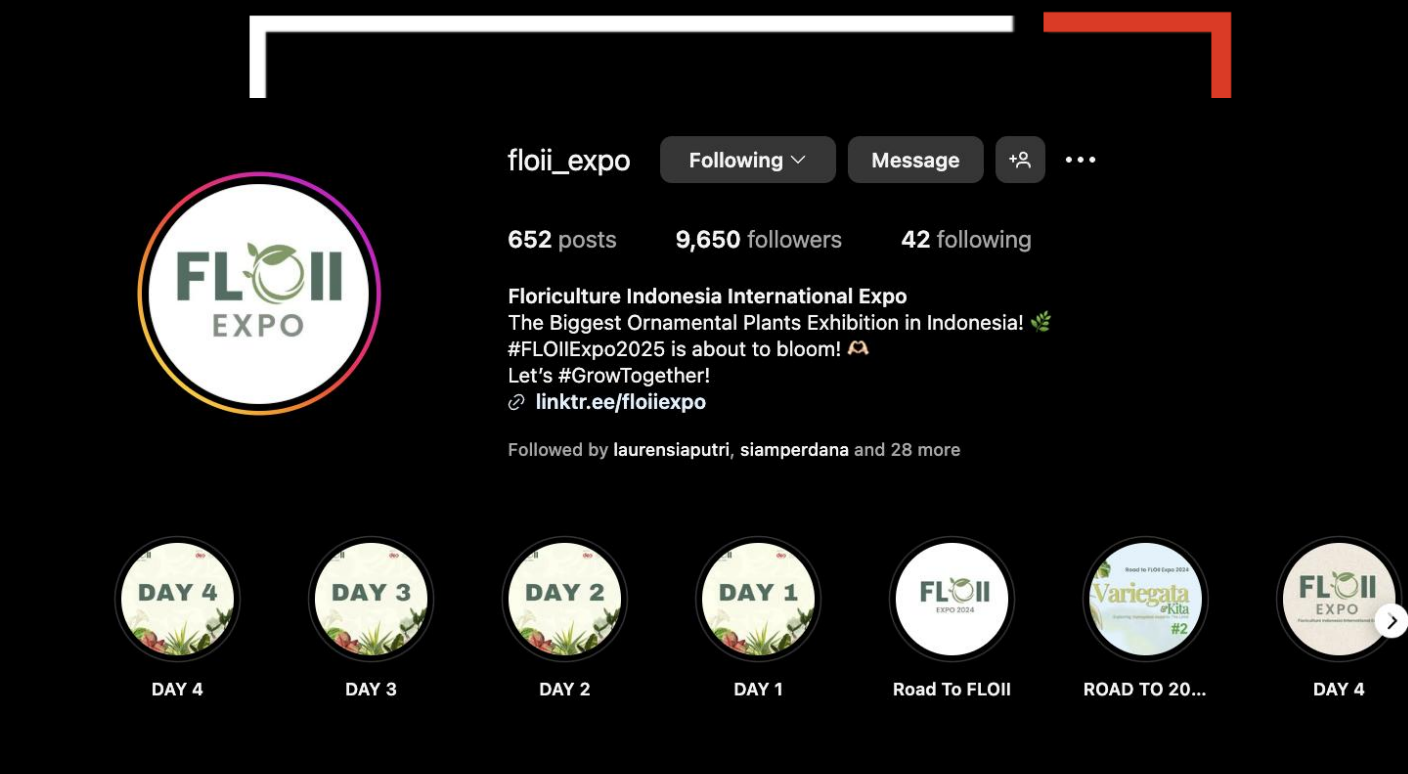 floii_expo Following Message
652 posts 9,650 followers 42 following
FLOII
EXPO
Floriculture Indonesia International Expo
The Biggest Ornamental Plants Exhibition in Indonesia! 🌿
#FLOIIExpo2025 is about to bloom! 🫶🏻
Let's #GrowTogether!
linktr.ee/floiiexpo
Followed by laurensiaputri, siamperdana and 28 more
DAY 4
DAY 3
DAY 2
DAY 1
FLOII
EXPO 2024
Road to FLOII Expo 2024
Variegata
#Kita
#2
FLOII
EXPO
DAY 4
DAY 3
DAY 2
DAY 1
Road To FLOII
ROAD TO 20...
DAY 4